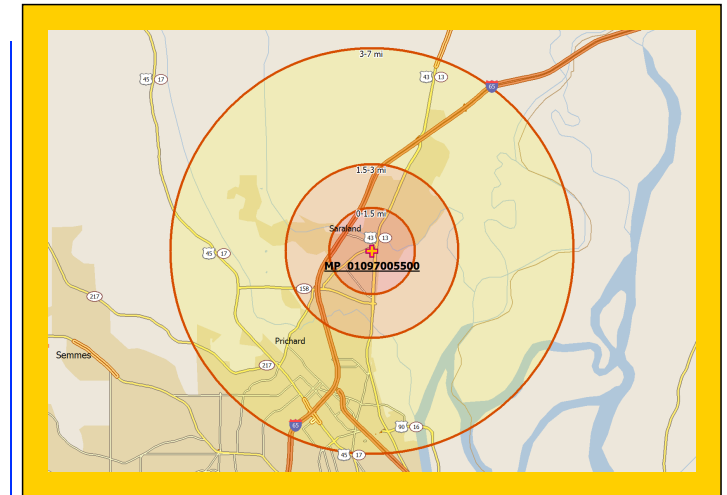 3-7 mi
45 17
43 13
65
1.5-3 mi
0-1.5 mi
Saraland
43 13
MP_01097005500
45 17
158
217
Prichard
Semmes
217
65
90 16
45 17